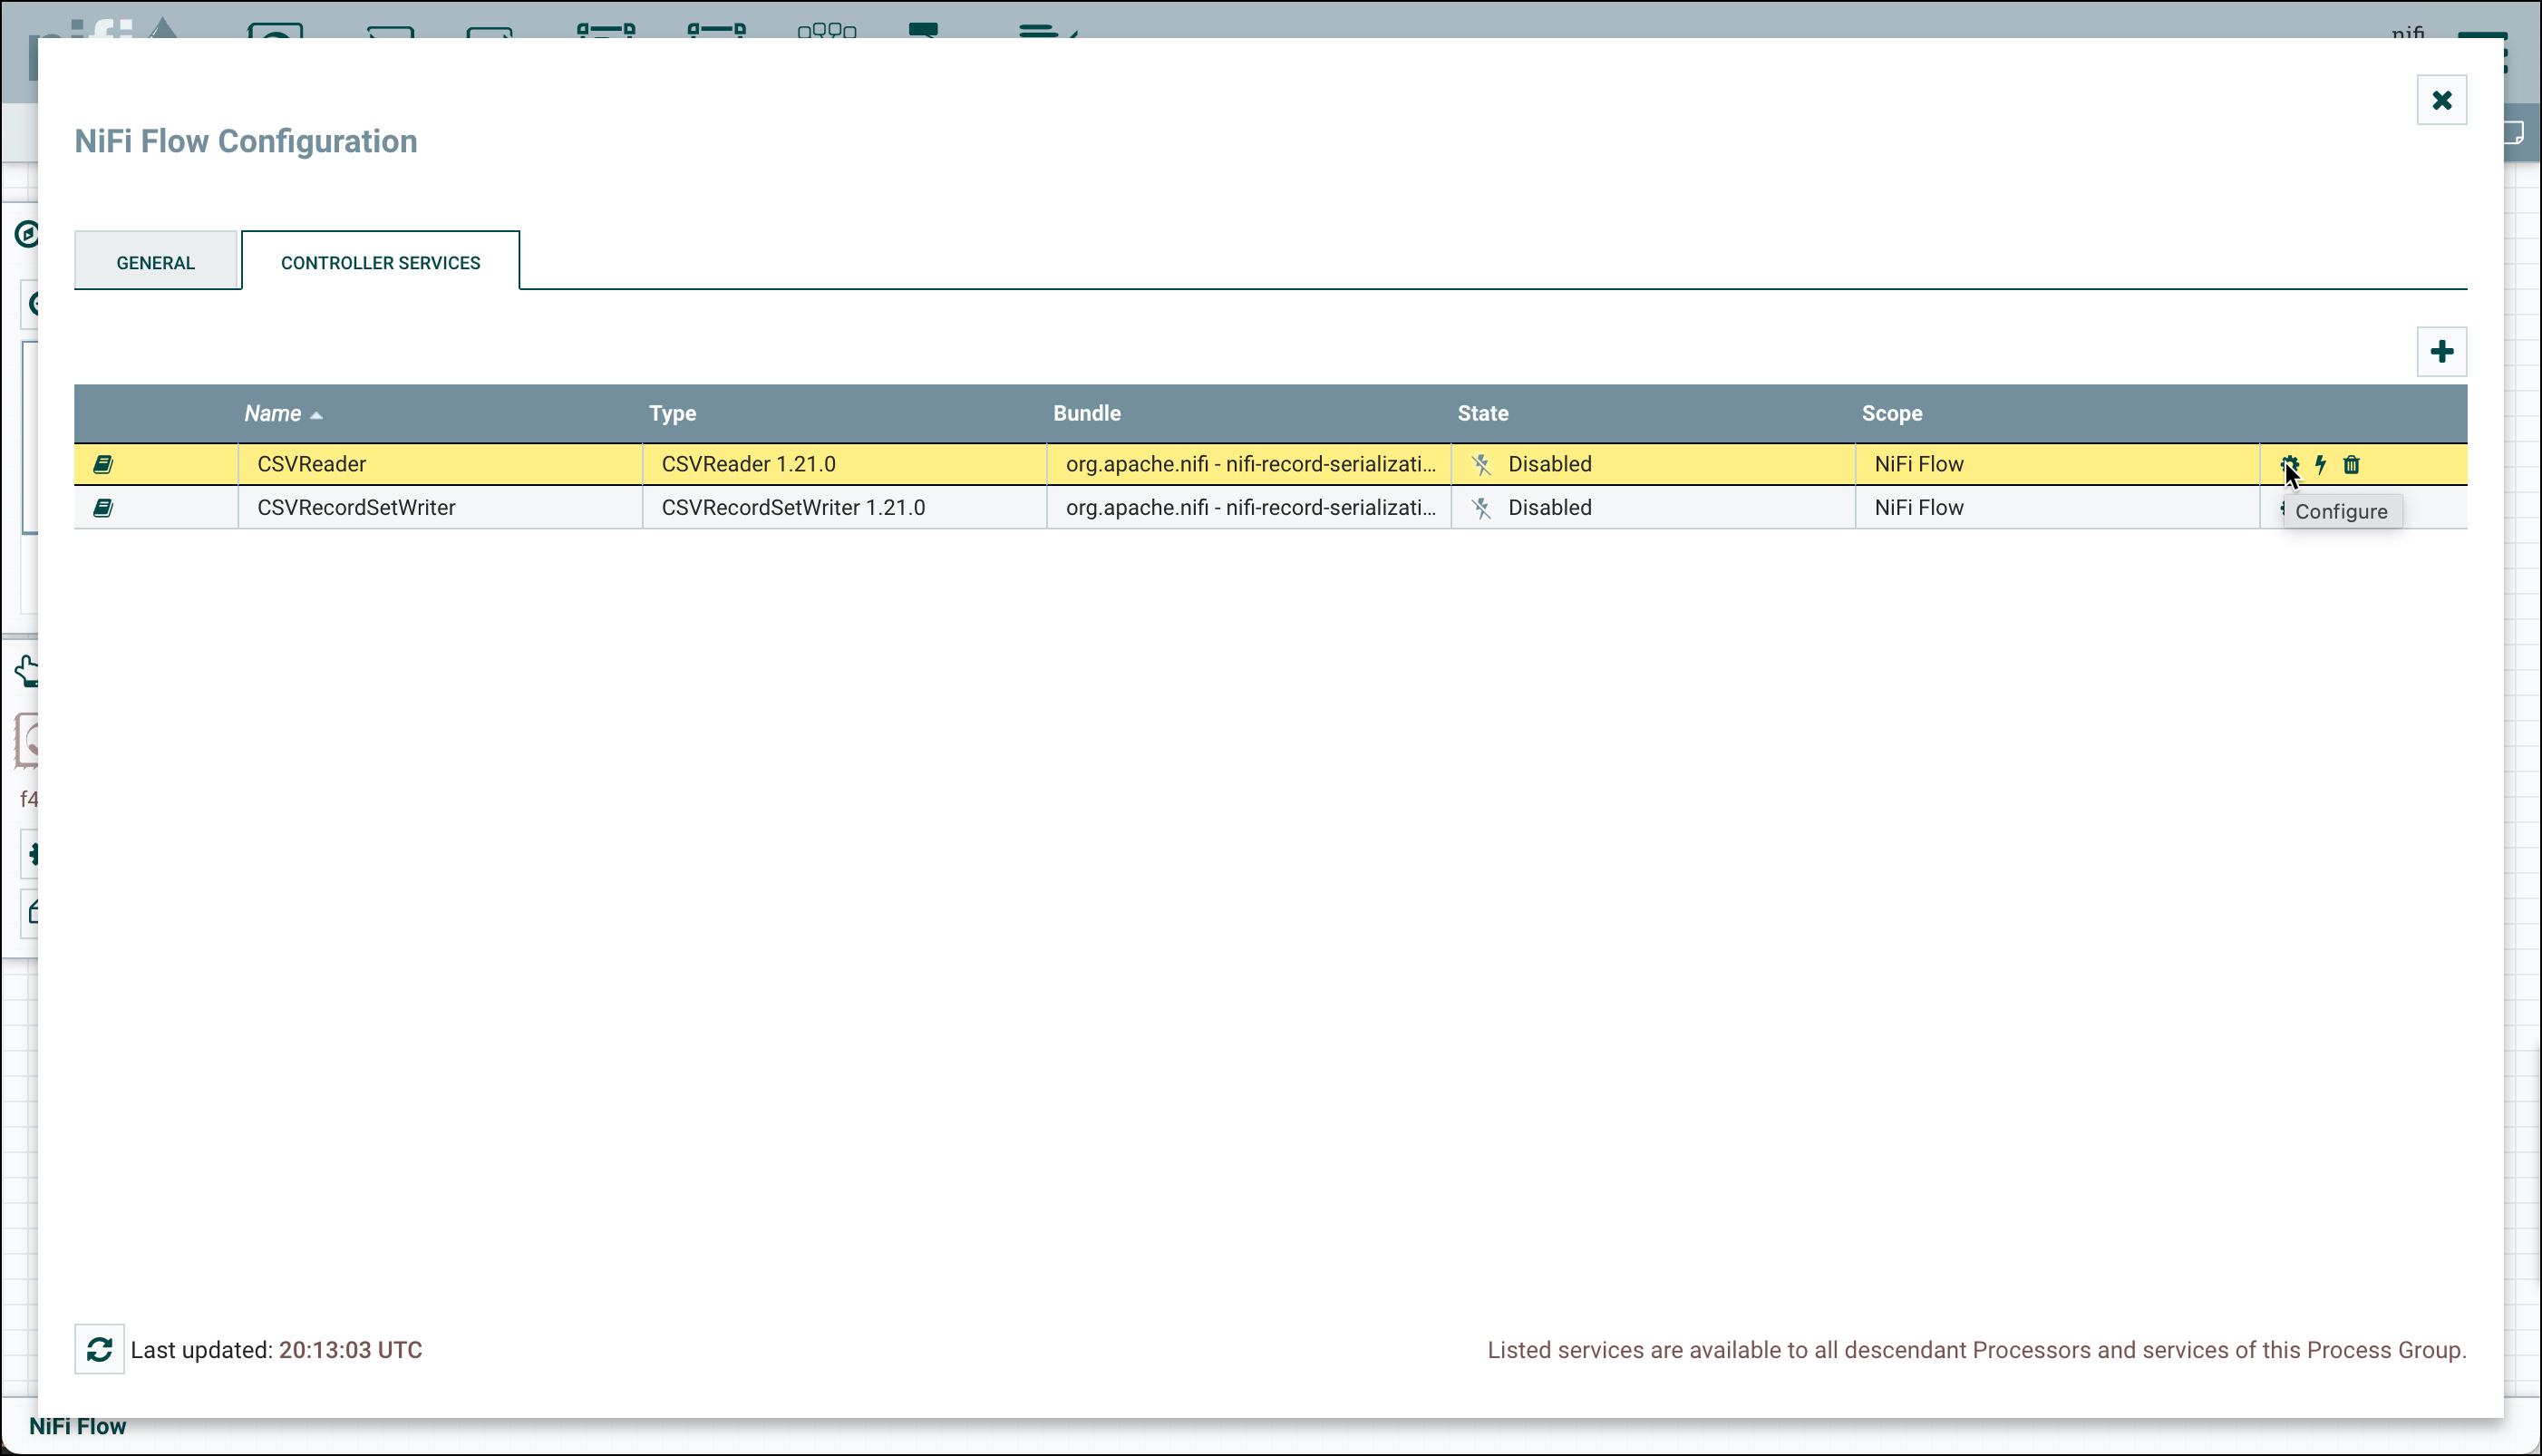 nifi
NiFi Flow Configuration
GENERAL
CONTROLLER SERVICES
Name Type Bundle State Scope
CSVReader CSVReader 1.21.0 org.apache.nifi - nifi-record-serializati... Disabled NiFi Flow
CSVRecordSetWriter CSVRecordSetWriter 1.21.0 org.apache.nifi - nifi-record-serializati... Disabled NiFi Flow
Configure
f4
Last updated: 20:13:03 UTC
Listed services are available to all descendant Processors and services of this Process Group.
NiFi Flow